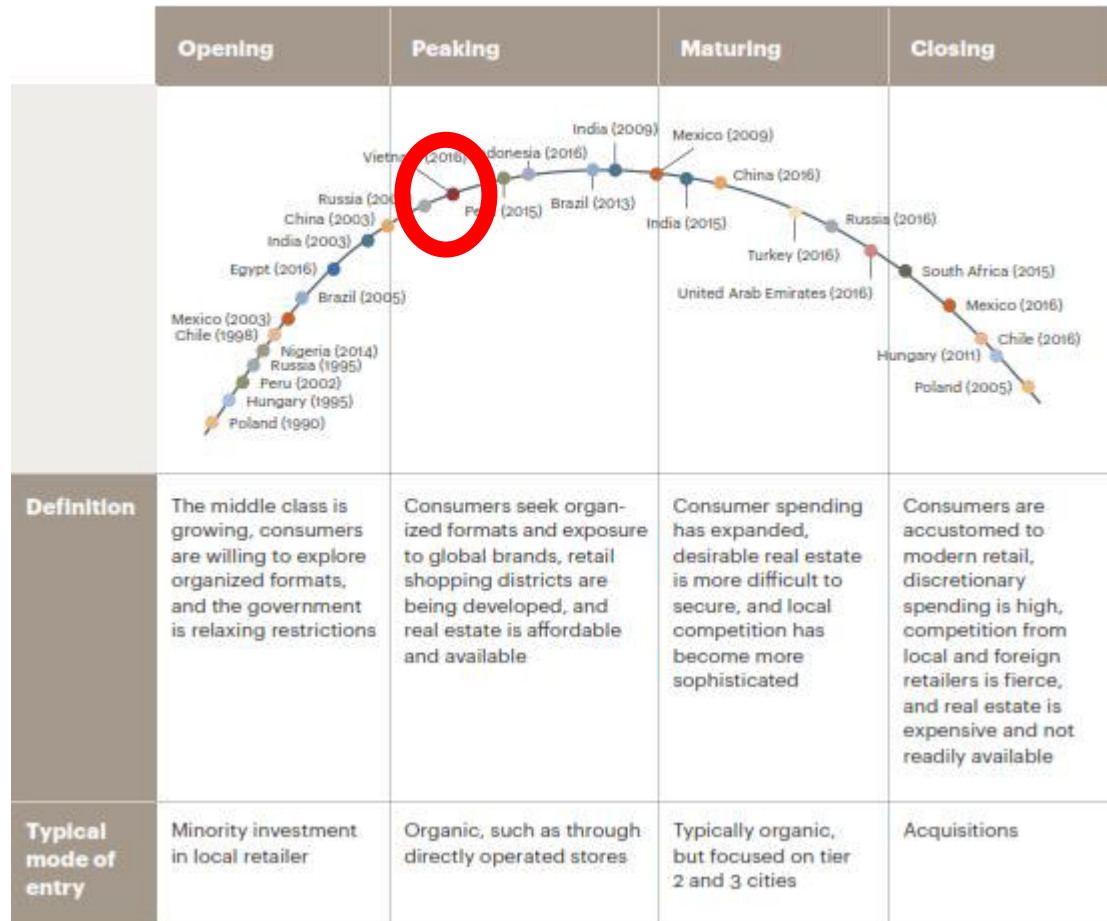 Opening
Peaking
Maturing
Closing
India (2009)
Mexico (2009)
Indonesia (2016)
(2016)
China (2016)
Russia
Peru (2015)
Brazil (2013)
India (2015)
Russia (2016)
China (2003)
India (2003)
Turkey (2016)
Egypt (2016)
South Africa (2015)
Brazil (2005)
United Arab Emirates (2016)
Mexico (2003)
Mexico (2016)
Chile (1998)
Chile (2016)
Nigeria (2014)
Hungary (2011)
Russia (1995)
Peru (2002)
Poland (2005)
Hungary (1995)
Poland (1990)
Definition
The middle class is
growing, consumers
are willing to explore
organized formats,
and the government
is relaxing restrictions
Consumers seek organ-
ized formats and exposure
to global brands, retail
shopping districts are
being developed, and
real estate is affordable
and available
Consumer spending
has expanded,
desirable real estate
is more difficult to
secure, and local
competition has
become more
sophisticated
Consumers are
accustomed to
modern retail,
discretionary
spending is high,
competition from
local and foreign
retailers is fierce,
and real estate is
expensive and not
readily available
Typical
mode of
entry
Minority investment
in local retailer
Organic, such as through
directly operated stores
Typically organic,
but focused on tier
2 and 3 cities
Acquisitions